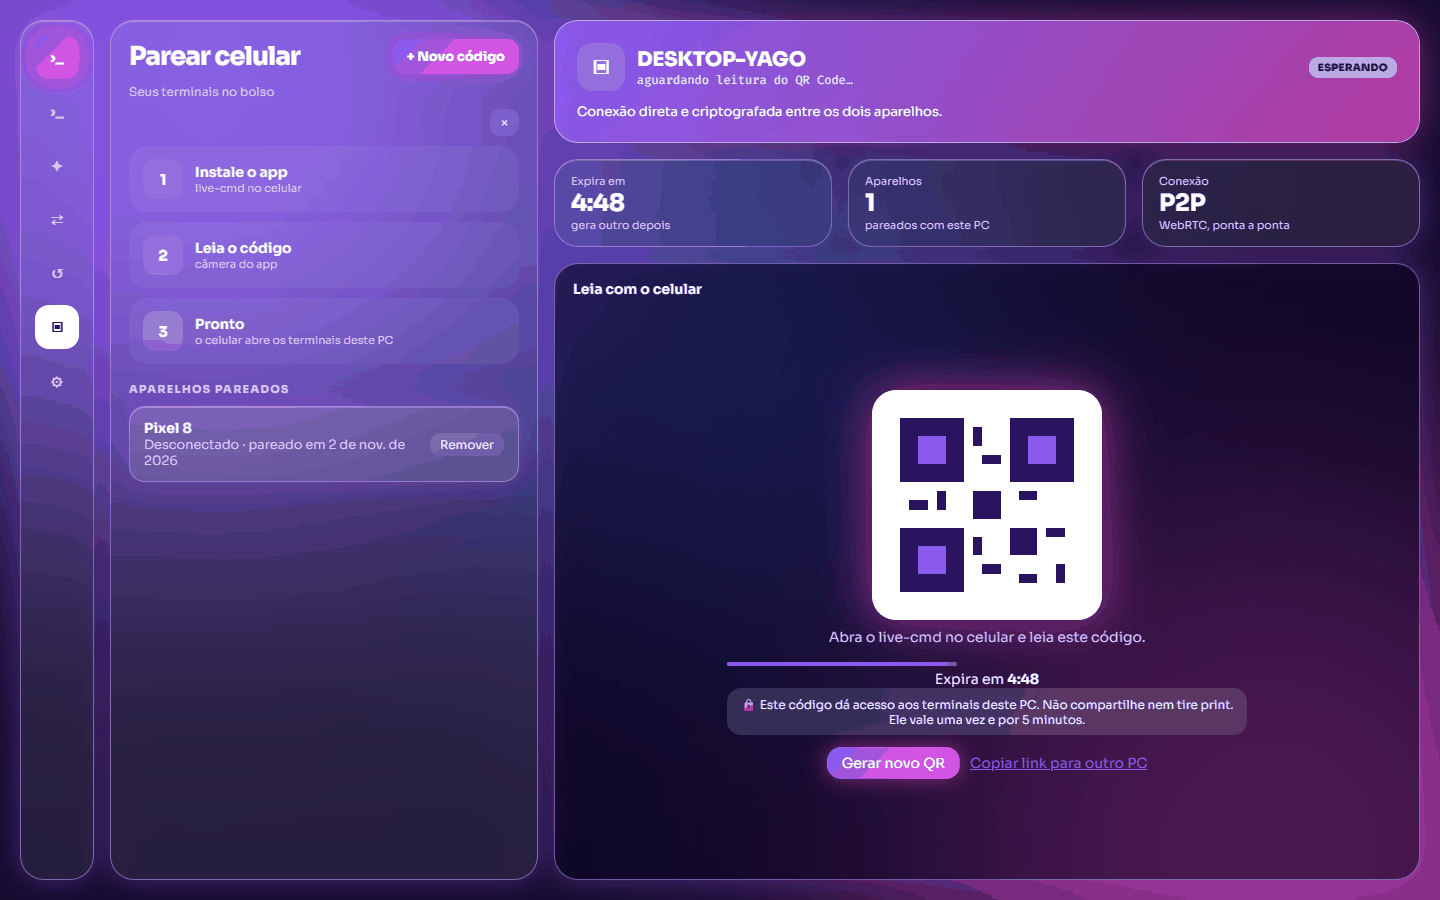 Parear celular
+ Novo código
Seus terminais no bolso
×
1
Instale o app
live-cmd no celular
2
Leia o código
câmera do app
3
Pronto
o celular abre os terminais deste PC
APARELHOS PAREADOS
Pixel 8
Desconectado · pareado em 2 de nov. de
2026
Remover
DESKTOP-YAGO
aguardando leitura do QR Code…
ESPERANDO
Conexão direta e criptografada entre os dois aparelhos.
Expira em
4:48
gera outro depois
Aparelhos
1
pareados com este PC
Conexão
P2P
WebRTC, ponta a ponta
Leia com o celular
Abra o live-cmd no celular e leia este código.
Expira em 4:48
Este código dá acesso aos terminais deste PC. Não compartilhe nem tire print.
Ele vale uma vez e por 5 minutos.
Gerar novo QR
Copiar link para outro PC